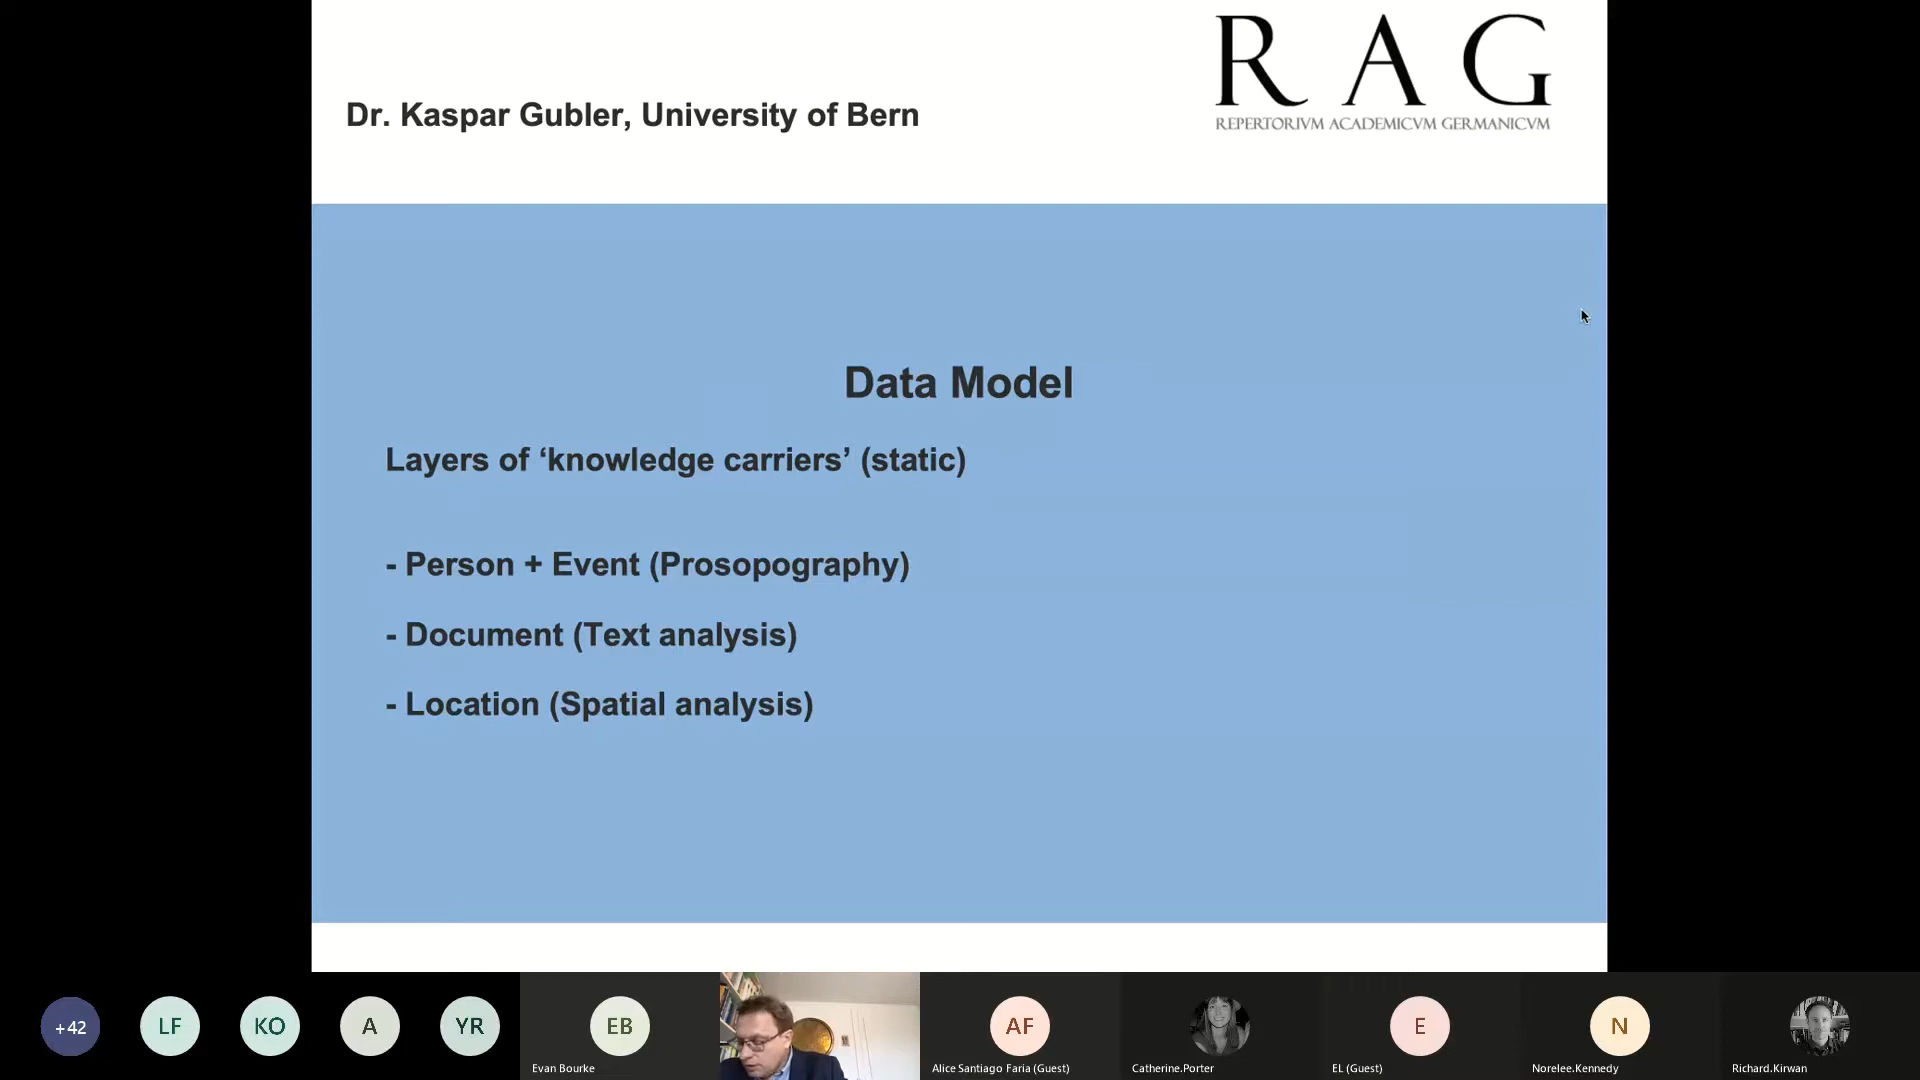 R A G
REPERTORIVM ACADEMICVM GERMANICVM
Dr. Kaspar Gubler, University of Bern
Data Model
Layers of ‘knowledge carriers’ (static)
- Person + Event (Prosopography)
- Document (Text analysis)
- Location (Spatial analysis)
+42
LF
KO
A
YR
EB
AF
E
N
Evan Bourke
Alice Santiago Faria (Guest)
Catherine.Porter
EL (Guest)
Norelee.Kennedy
Richard.Kirwan